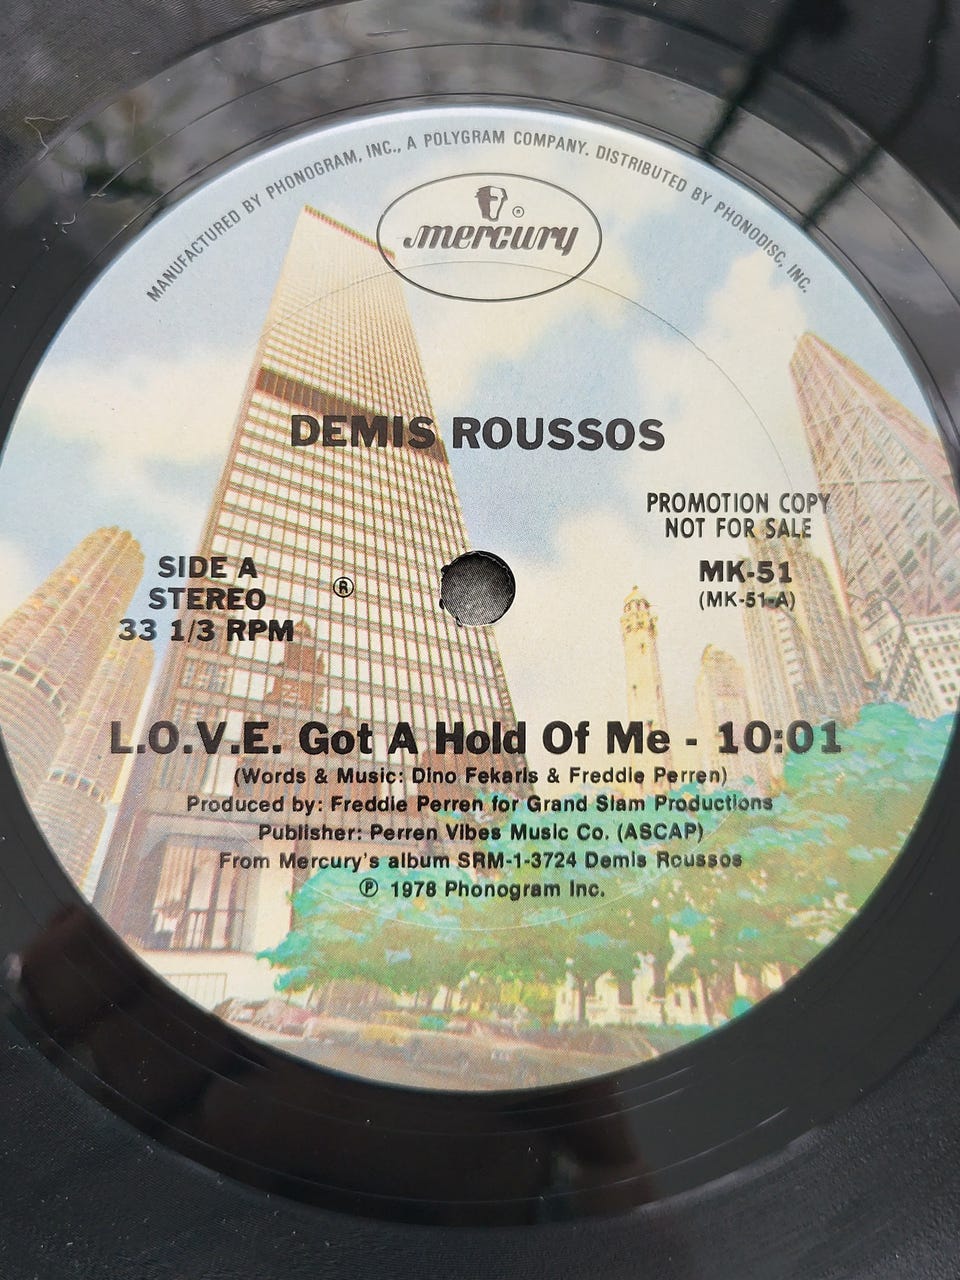 MANUFACTURED BY PHONOGRAM, INC., A POLYGRAM COMPANY. DISTRIBUTED BY PHONODISC, INC.
mercury ®
DEMIS ROUSSOS
PROMOTION COPY
NOT FOR SALE
SIDE A
STEREO
33 1/3 RPM
®
MK-51
(MK-51-A)
L.O.V.E. Got A Hold Of Me - 10:01
(Words & Music: Dino Fekaris & Freddie Perren)
Produced by: Freddie Perren for Grand Slam Productions
Publisher: Perren Vibes Music Co. (ASCAP)
From Mercury's album SRM-1-3724 Demis Roussos
℗ 1978 Phonogram Inc.